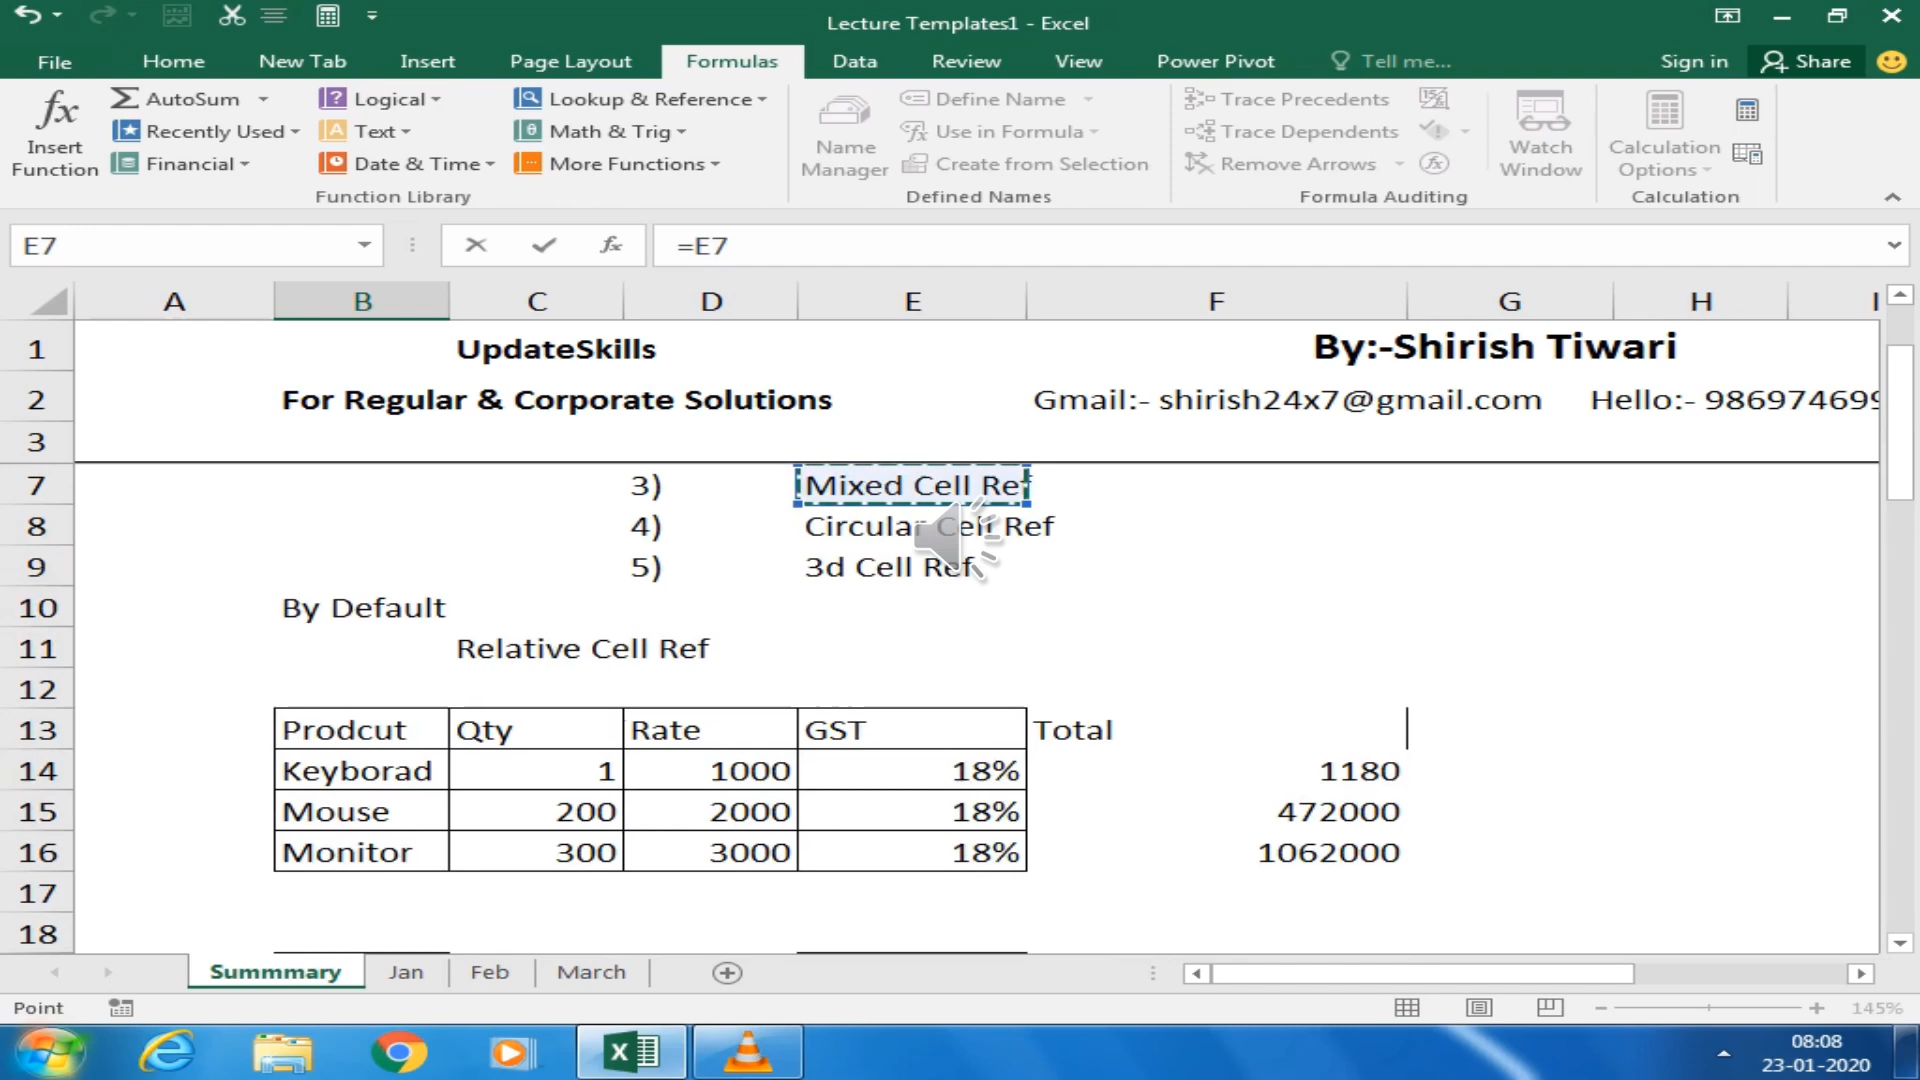 Lecture Templates1 - Excel
File Home New Tab Insert Page Layout Formulas Data Review View Power Pivot Tell me... Sign in Share
fx AutoSum Logical Lookup & Reference Define Name Trace Precedents
Insert Function Recently Used Text Math & Trig Name Manager Use in Formula Trace Dependents Watch Window Calculation Options
Financial Date & Time More Functions Create from Selection Remove Arrows
Function Library Defined Names Formula Auditing Calculation
E7 fx =E7
A B C D E F G H I
1 UpdateSkills By:-Shirish Tiwari
2 For Regular & Corporate Solutions Gmail:- shirish24x7@gmail.com Hello:- 986974699
3
7 3) Mixed Cell Ref
8 4) Circular Cell Ref
9 5) 3d Cell Ref
10 By Default
11 Relative Cell Ref
12
13 Prodcut Qty Rate GST Total
14 Keyborad 1 1000 18% 1180
15 Mouse 200 2000 18% 472000
16 Monitor 300 3000 18% 1062000
17
18
Summmary Jan Feb March
Point 145%
08:08
23-01-2020